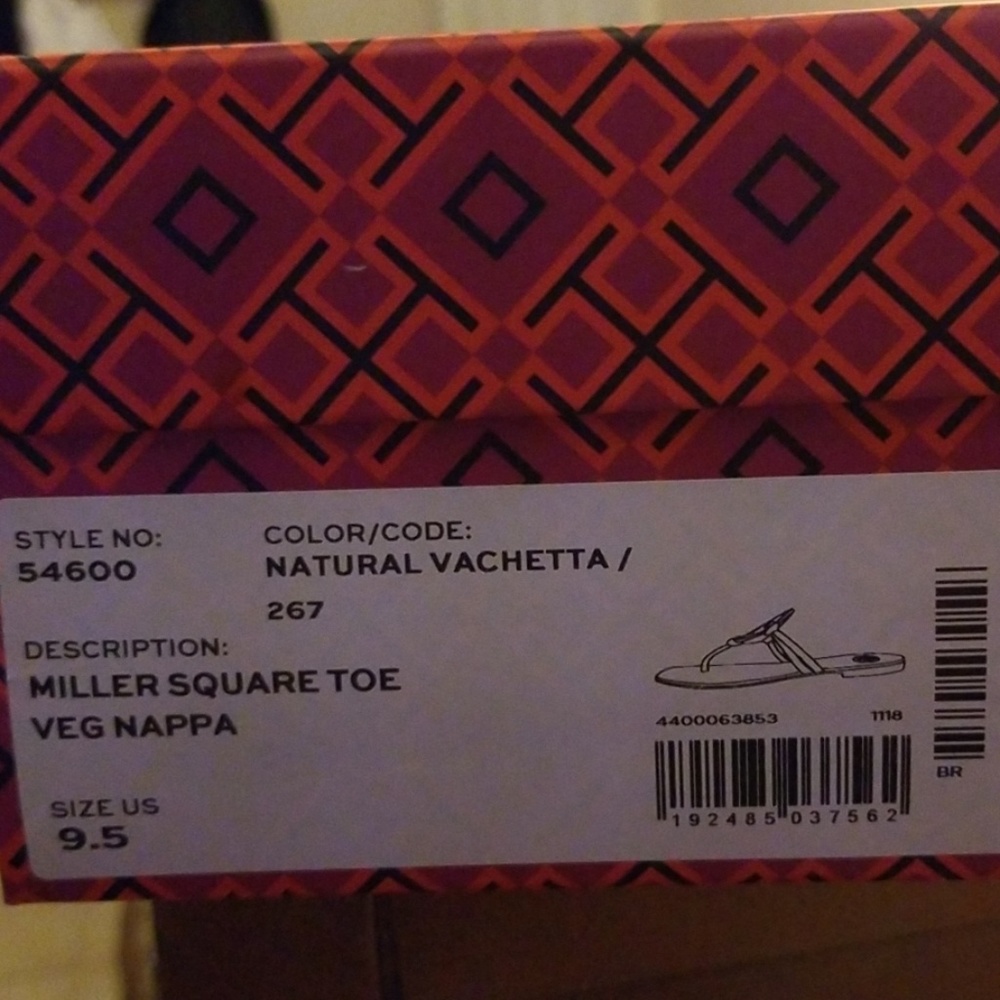 STYLE NO:
54600
COLOR/CODE:
NATURAL VACHETTA /
267
DESCRIPTION:
MILLER SQUARE TOE
VEG NAPPA
SIZE US
9.5
4400063853 1118
192485037562
BR